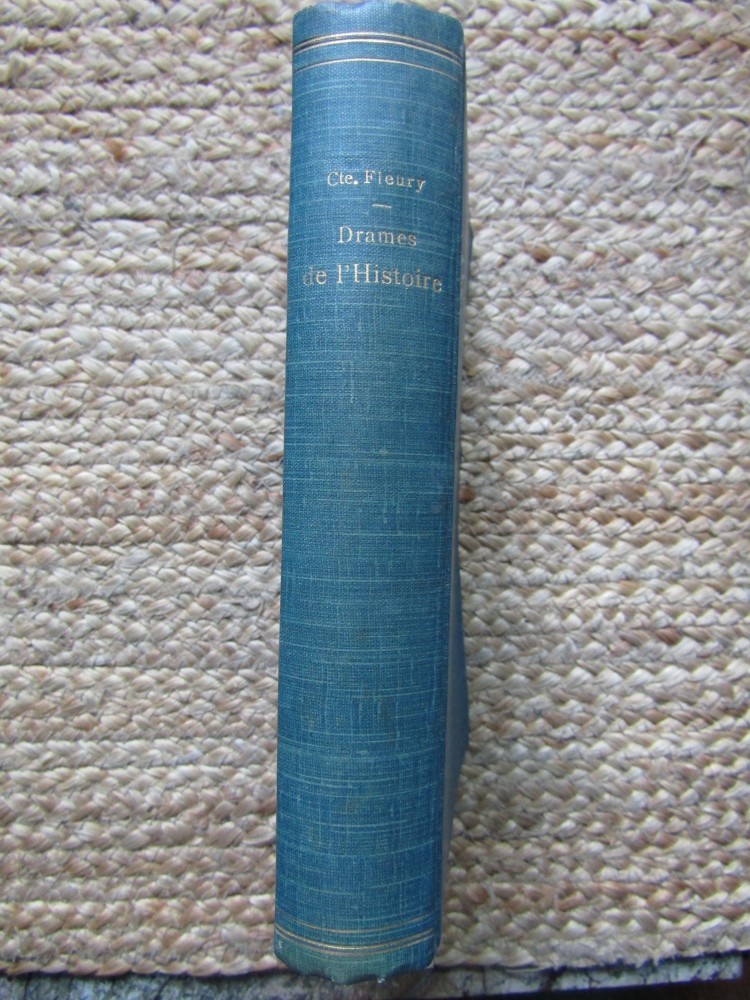 Cte. Fleury
Drames
de l'Histoire